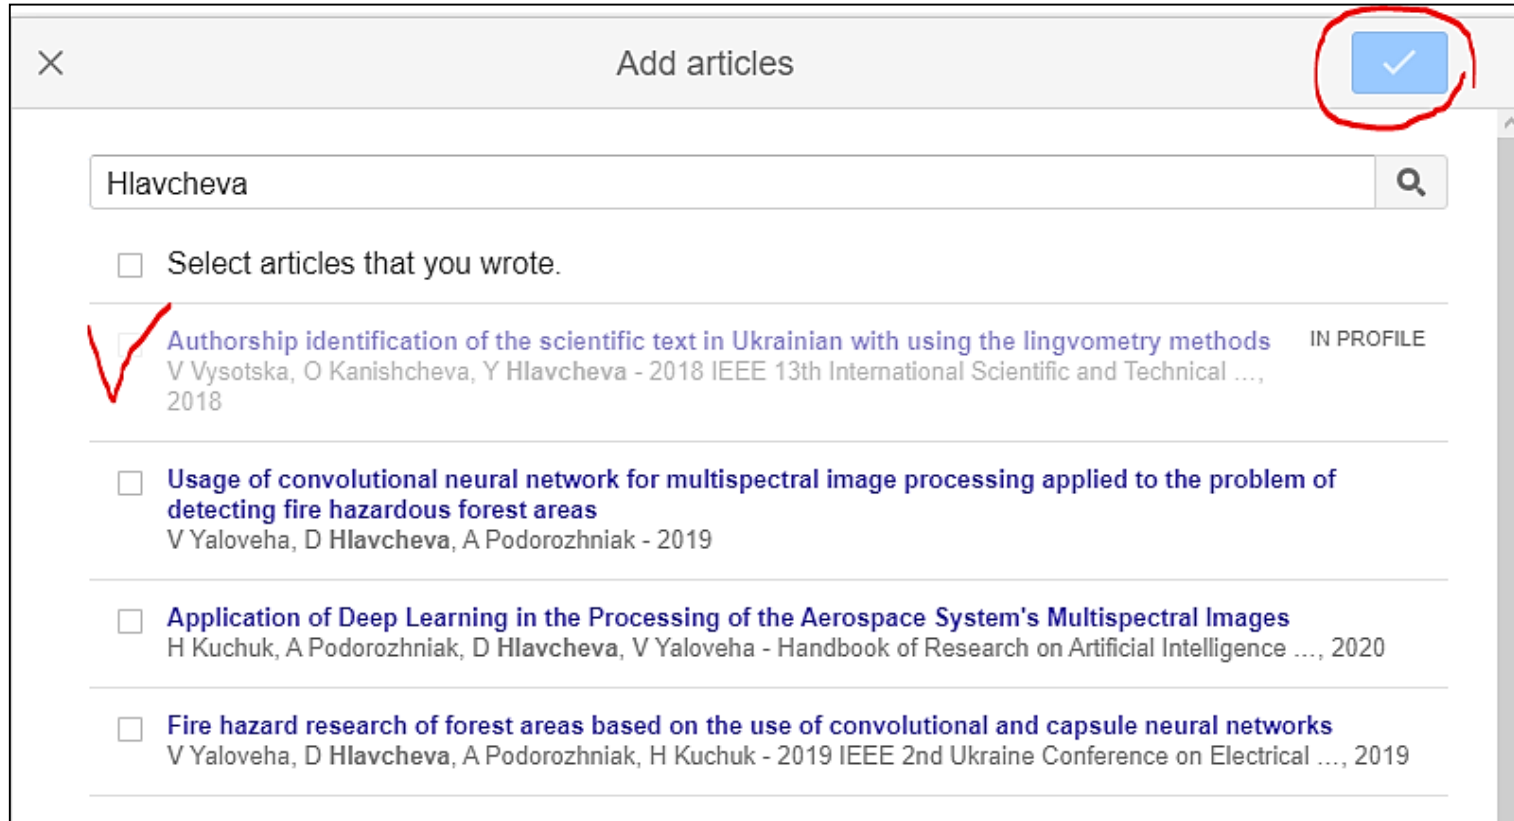 Add articles
Hlavcheva
Select articles that you wrote.
Authorship identification of the scientific text in Ukrainian with using the lingvometry methods IN PROFILE
V Vysotska, O Kanishcheva, Y Hlavcheva - 2018 IEEE 13th International Scientific and Technical ...,
2018
Usage of convolutional neural network for multispectral image processing applied to the problem of
detecting fire hazardous forest areas
V Yaloveha, D Hlavcheva, A Podorozhniak - 2019
Application of Deep Learning in the Processing of the Aerospace System's Multispectral Images
H Kuchuk, A Podorozhniak, D Hlavcheva, V Yaloveha - Handbook of Research on Artificial Intelligence ..., 2020
Fire hazard research of forest areas based on the use of convolutional and capsule neural networks
V Yaloveha, D Hlavcheva, A Podorozhniak, H Kuchuk - 2019 IEEE 2nd Ukraine Conference on Electrical ..., 2019